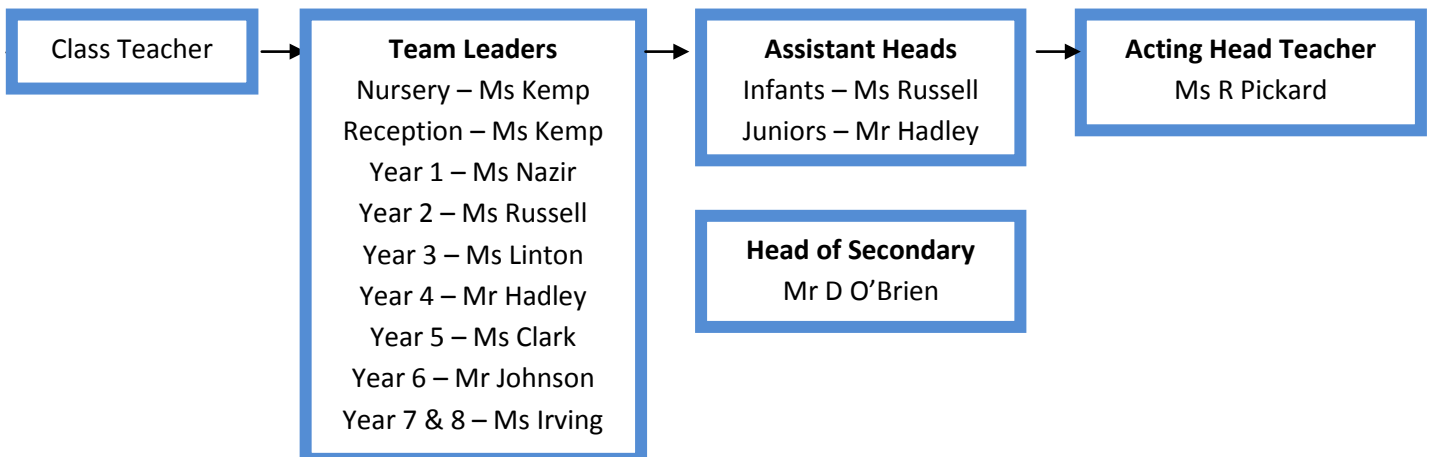 Class Teacher
Team Leaders
Nursery – Ms Kemp
Reception – Ms Kemp
Year 1 – Ms Nazir
Year 2 – Ms Russell
Year 3 – Ms Linton
Year 4 – Mr Hadley
Year 5 – Ms Clark
Year 6 – Mr Johnson
Year 7 & 8 – Ms Irving
Assistant Heads
Infants – Ms Russell
Juniors – Mr Hadley
Head of Secondary
Mr D O’Brien
Acting Head Teacher
Ms R Pickard